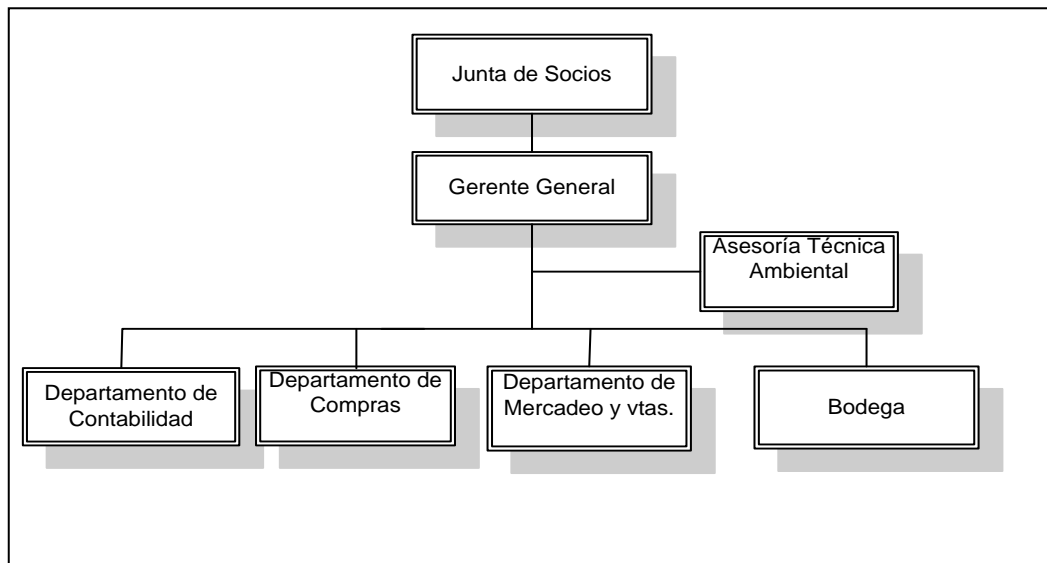 Junta de Socios
Gerente General
Asesoría Técnica
Ambiental
Departamento de
Contabilidad
Departamento de
Compras
Departamento de
Mercadeo y vtas.
Bodega